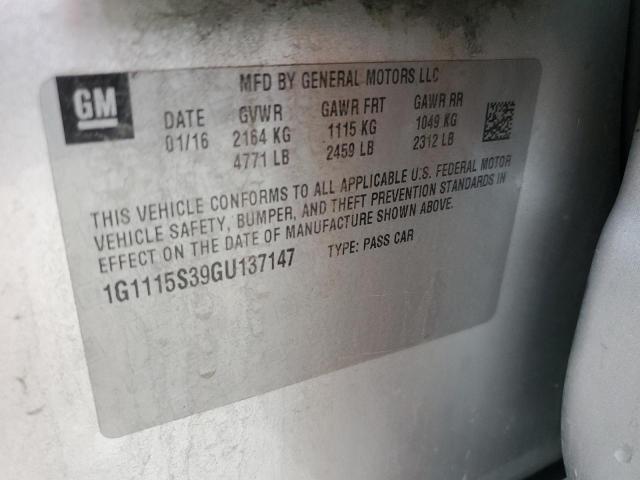 GM
MFD BY GENERAL MOTORS LLC
DATE GVWR GAWR FRT GAWR RR
01/16 2164 KG 1115 KG 1049 KG
4771 LB 2459 LB 2312 LB
THIS VEHICLE CONFORMS TO ALL APPLICABLE U.S. FEDERAL MOTOR
VEHICLE SAFETY, BUMPER, AND THEFT PREVENTION STANDARDS IN
EFFECT ON THE DATE OF MANUFACTURE SHOWN ABOVE.
1G1115S39GU137147 TYPE: PASS CAR